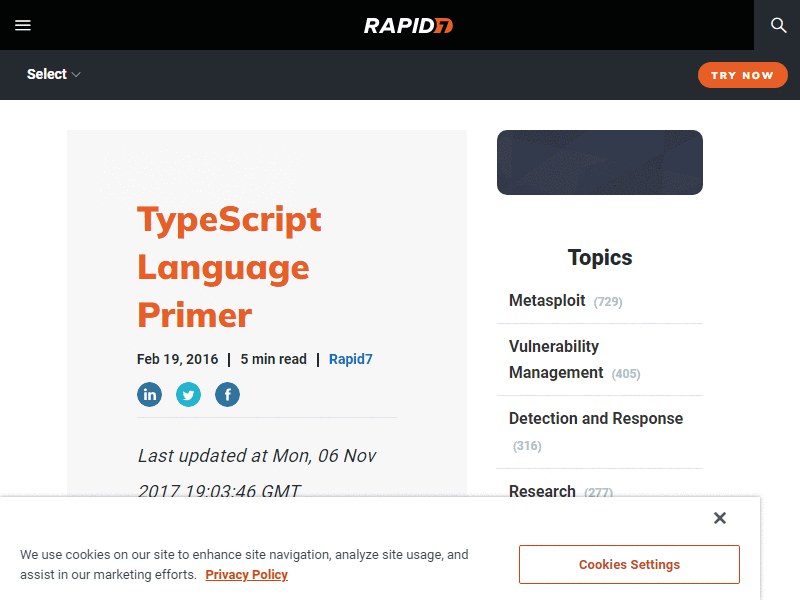 RAPID7
Select
TRY NOW
TypeScript
Language
Primer
Feb 19, 2016 | 5 min read | Rapid7
Last updated at Mon, 06 Nov
2017 19:03:46 GMT
Topics
Metasploit (729)
Vulnerability
Management (405)
Detection and Response
(316)
Research (277)
We use cookies on our site to enhance site navigation, analyze site usage, and
assist in our marketing efforts. Privacy Policy
Cookies Settings